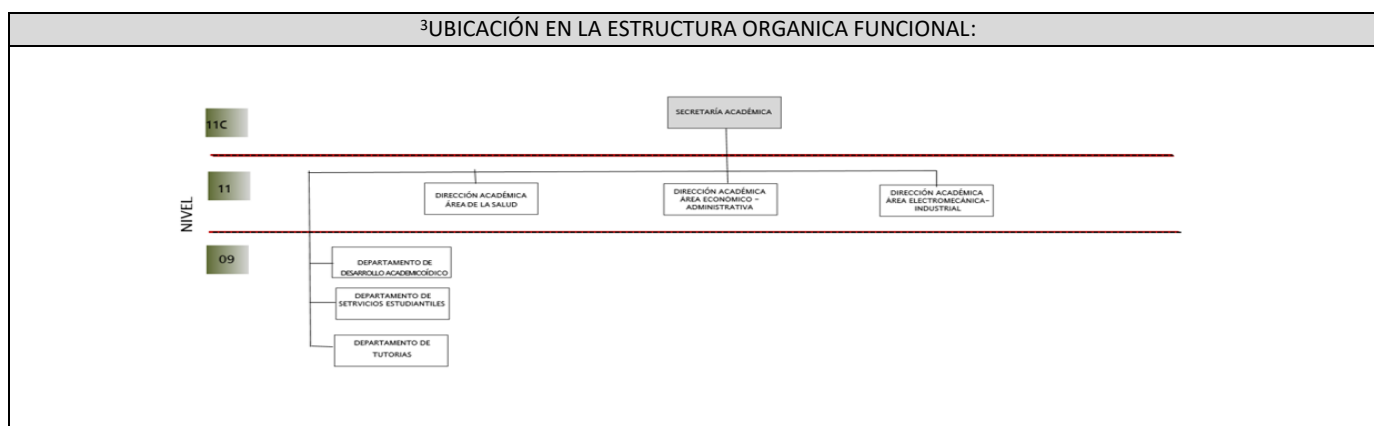 ³UBICACIÓN EN LA ESTRUCTURA ORGANICA FUNCIONAL:
11C
SECRETARÍA ACADÉMICA
NIVEL
11
DIRECCIÓN ACADÉMICA
ÁREA DE LA SALUD
DIRECCIÓN ACADÉMICA
ÁREA ECONÓMICO –
ADMINISTRATIVA
DIRECCIÓN ACADÉMICA
ÁREA ELECTROMECÁNICA–
INDUSTRIAL
09
DEPARTAMENTO DE
DESARROLLO ACADEMICOÍDICO
DEPARTAMENTO DE
SETRVICIOS ESTUDIANTILES
DEPARTAMENTO DE
TUTORIAS